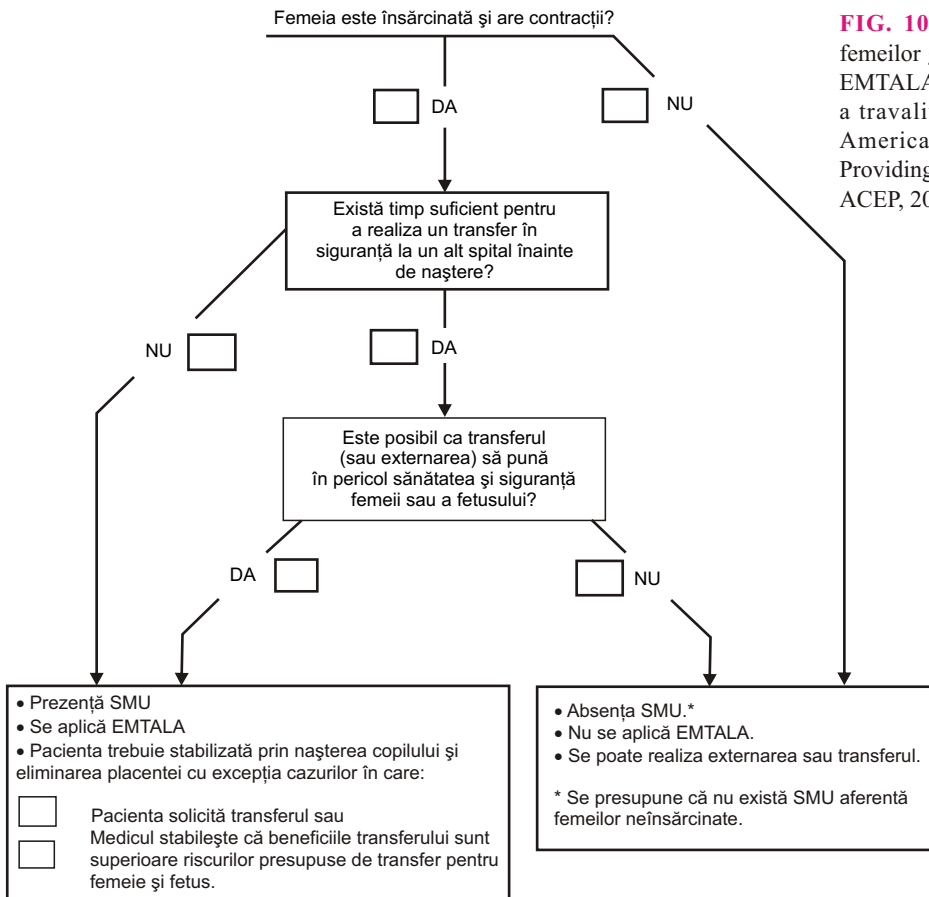 Femeia este însărcinată şi are contracţii?
FIG. 10
femeilor
EMTALA
a travali
America
Providing
ACEP, 20
DA
NU
Există timp suficient pentru
a realiza un transfer în
siguranţă la un alt spital înainte
de naştere?
NU
DA
Este posibil ca transferul
(sau externarea) să pună
în pericol sănătatea şi siguranţă
femeii sau a fetusului?
DA
NU
• Prezenţă SMU
• Se aplică EMTALA
• Pacienta trebuie stabilizată prin naşterea copilului şi
eliminarea placentei cu excepţia cazurilor în care:
Pacienta solicită transferul sau
Medicul stabileşte că beneficiile transferului sunt
superioare riscurilor presupuse de transfer pentru
femeie şi fetus.
• Absenţa SMU.*
• Nu se aplică EMTALA.
• Se poate realiza externarea sau transferul.
* Se presupune că nu există SMU aferentă
femeilor neînsărcinate.